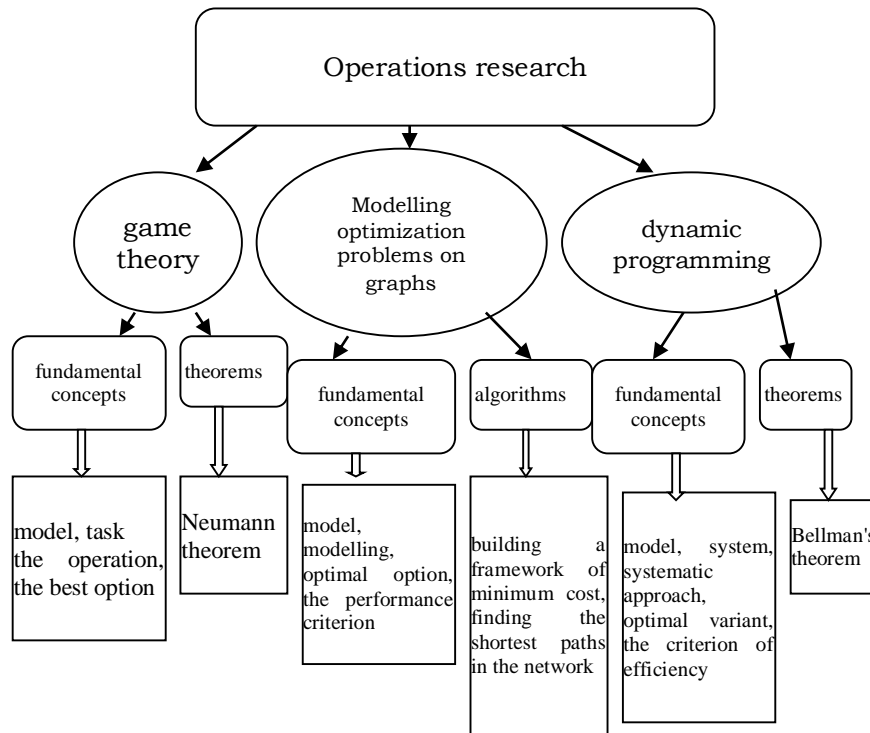 Operations research
game
theory
Modelling
optimization
problems on
graphs
dynamic
programming
fundamental
concepts
theorems
fundamental
concepts
algorithms
fundamental
concepts
theorems
model, task
the operation,
the best option
Neumann
theorem
model,
modelling,
optimal option,
the performance
criterion
building a
framework of
minimum cost,
finding the
shortest paths
in the network
model, system,
systematic
approach,
optimal variant,
the criterion of
efficiency
Bellman's
theorem